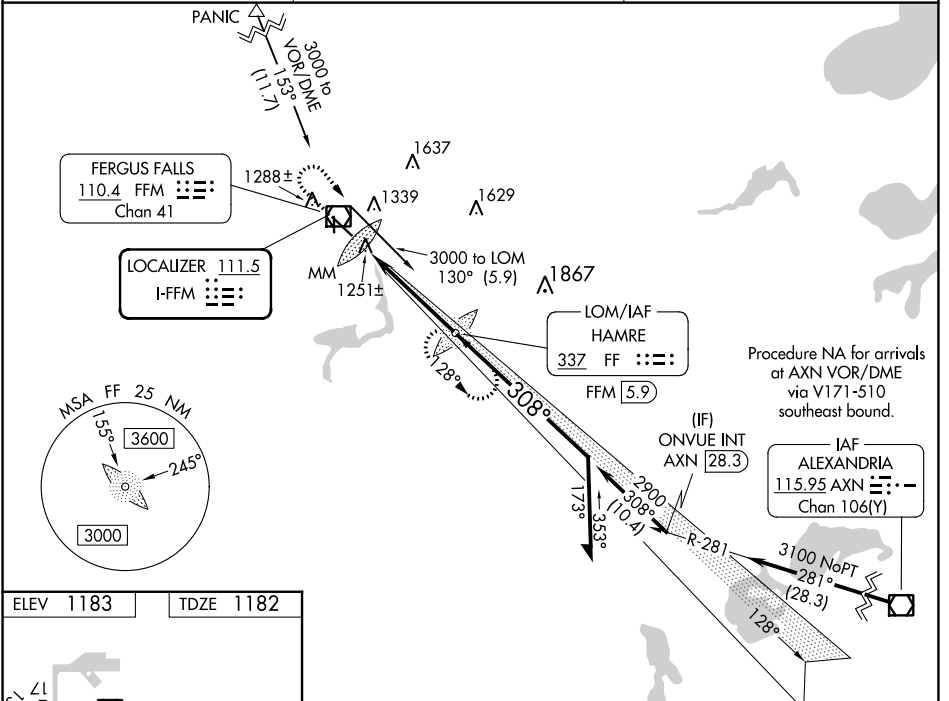 PANIC
3000 to
VOR/DME
153°
(11.7)
FERGUS FALLS
110.4 FFM
Chan 41
1288±
1637
1339
1629
LOCALIZER 111.5
I-FFM
MM
1251±
3000 to LOM
130° (5.9)
1867
LOM/IAF
HAMRE
337 FF
FFM 5.9
Procedure NA for arrivals
at AXN VOR/DME
via V171-510
southeast bound.
128°
308°
(IF)
ONVUE INT
AXN 28.3
IAF
ALEXANDRIA
115.95 AXN
Chan 106(Y)
MSA FF 25 NM
155°
3600
245°
3000
173°
353°
2900
308°
(10.4)
R-281
3100 NoPT
281°
(28.3)
128°
ELEV 1183
TDZE 1182
17